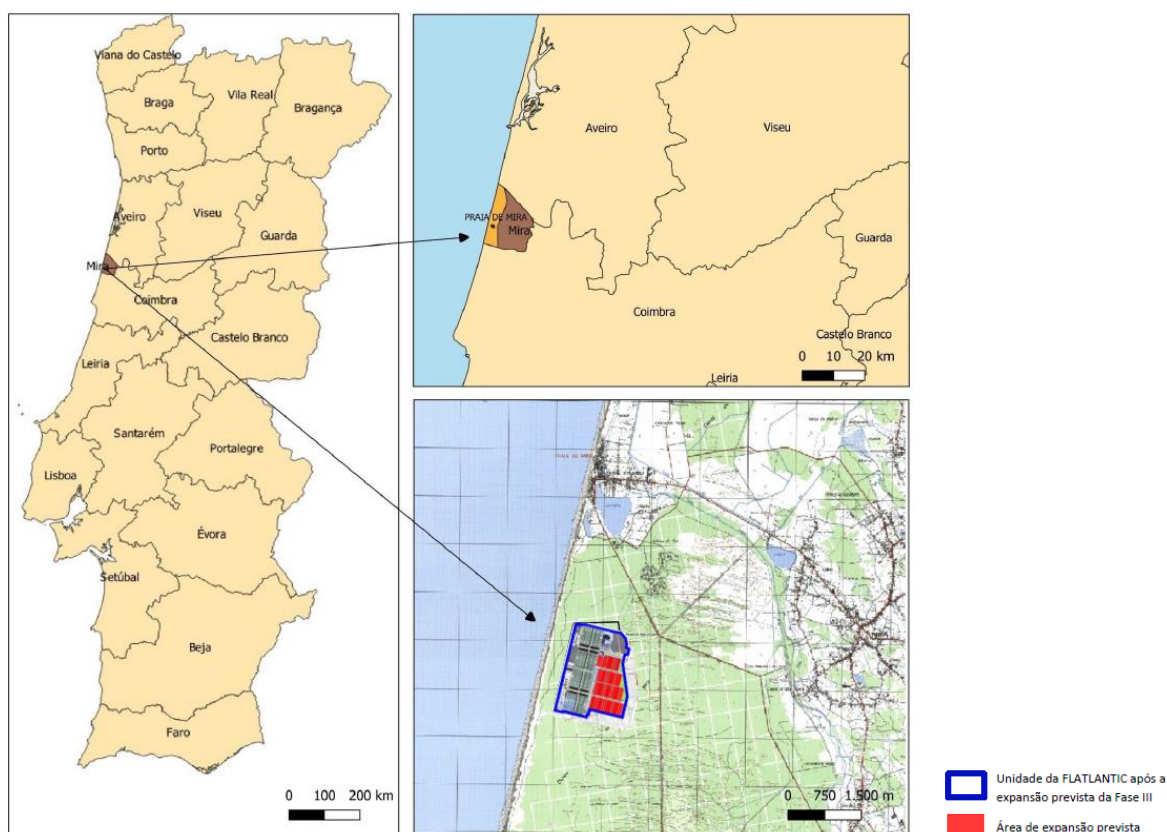 Viana do Castelo
Braga
Vila Real
Bragança
Porto
Aveiro
Viseu
Guarda
Mira
Coimbra
Castelo Branco
Leiria
Santarém
Portalegre
Lisboa
Évora
Setúbal
Beja
Faro
0 100 200 km
Aveiro
Viseu
PRAIA DE MIRA
Mira
Guarda
Coimbra
Castelo Branco
Leiria
0 10 20 km
PRAIA DE MIRA
0 750 1.500 m
Unidade da FLATLANTIC após a
expansão prevista da Fase III
Área de expansão prevista